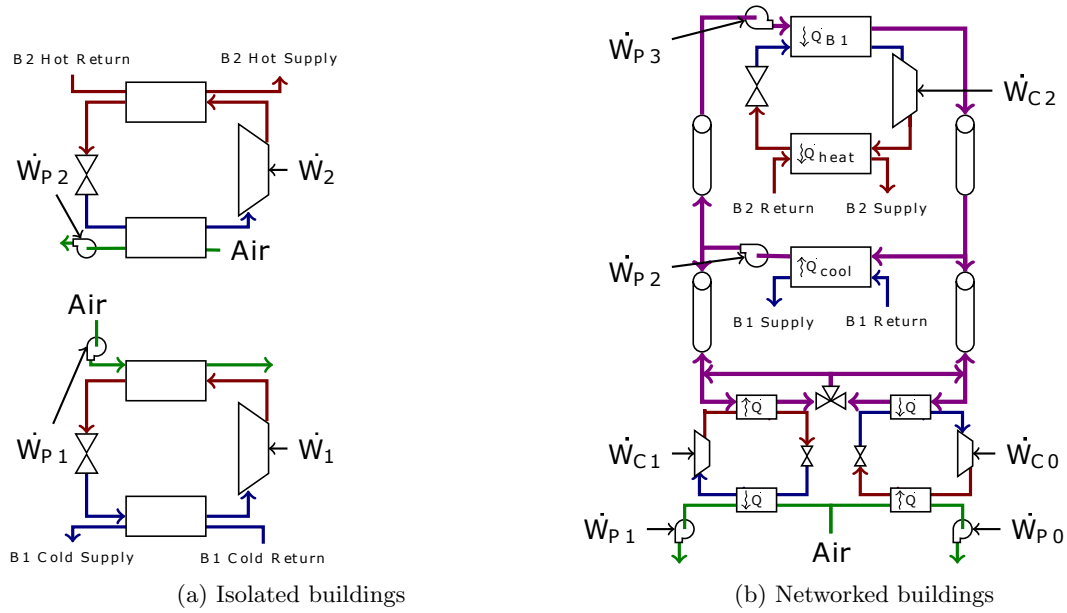 B2 Hot Return
B2 Hot Supply
Ẇ P 2
Ẇ 2
Air
Air
Ẇ P 1
Ẇ 1
B1 Cold Supply
B1 Cold Return
(a) Isolated buildings
Ẇ P 3
Q̇ B 1
Ẇ C 2
Q̇ heat
B2 Return
B2 Supply
Ẇ P 2
Q̇ cool
B1 Supply
B1 Return
Q̇
Q̇
Ẇ C 1
Ẇ C 0
Q̇
Q̇
Ẇ P 1
Air
Ẇ P 0
(b) Networked buildings